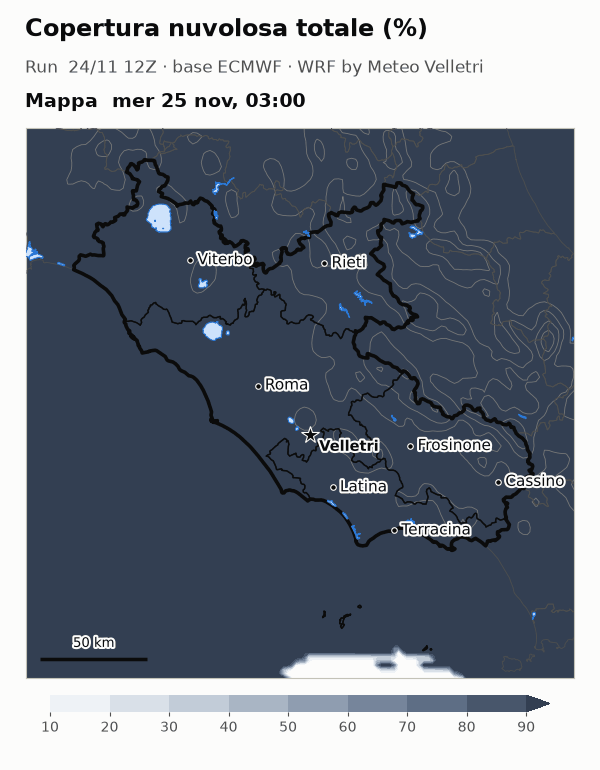 Copertura nuvolosa totale (%)
Run  24/11 12Z · base ECMWF · WRF by Meteo Velletri
Mappa  mer 25 nov, 03:00
Viterbo
Rieti
Roma
Velletri
Frosinone
Latina
Cassino
Terracina
50 km
10 20 30 40 50 60 70 80 90